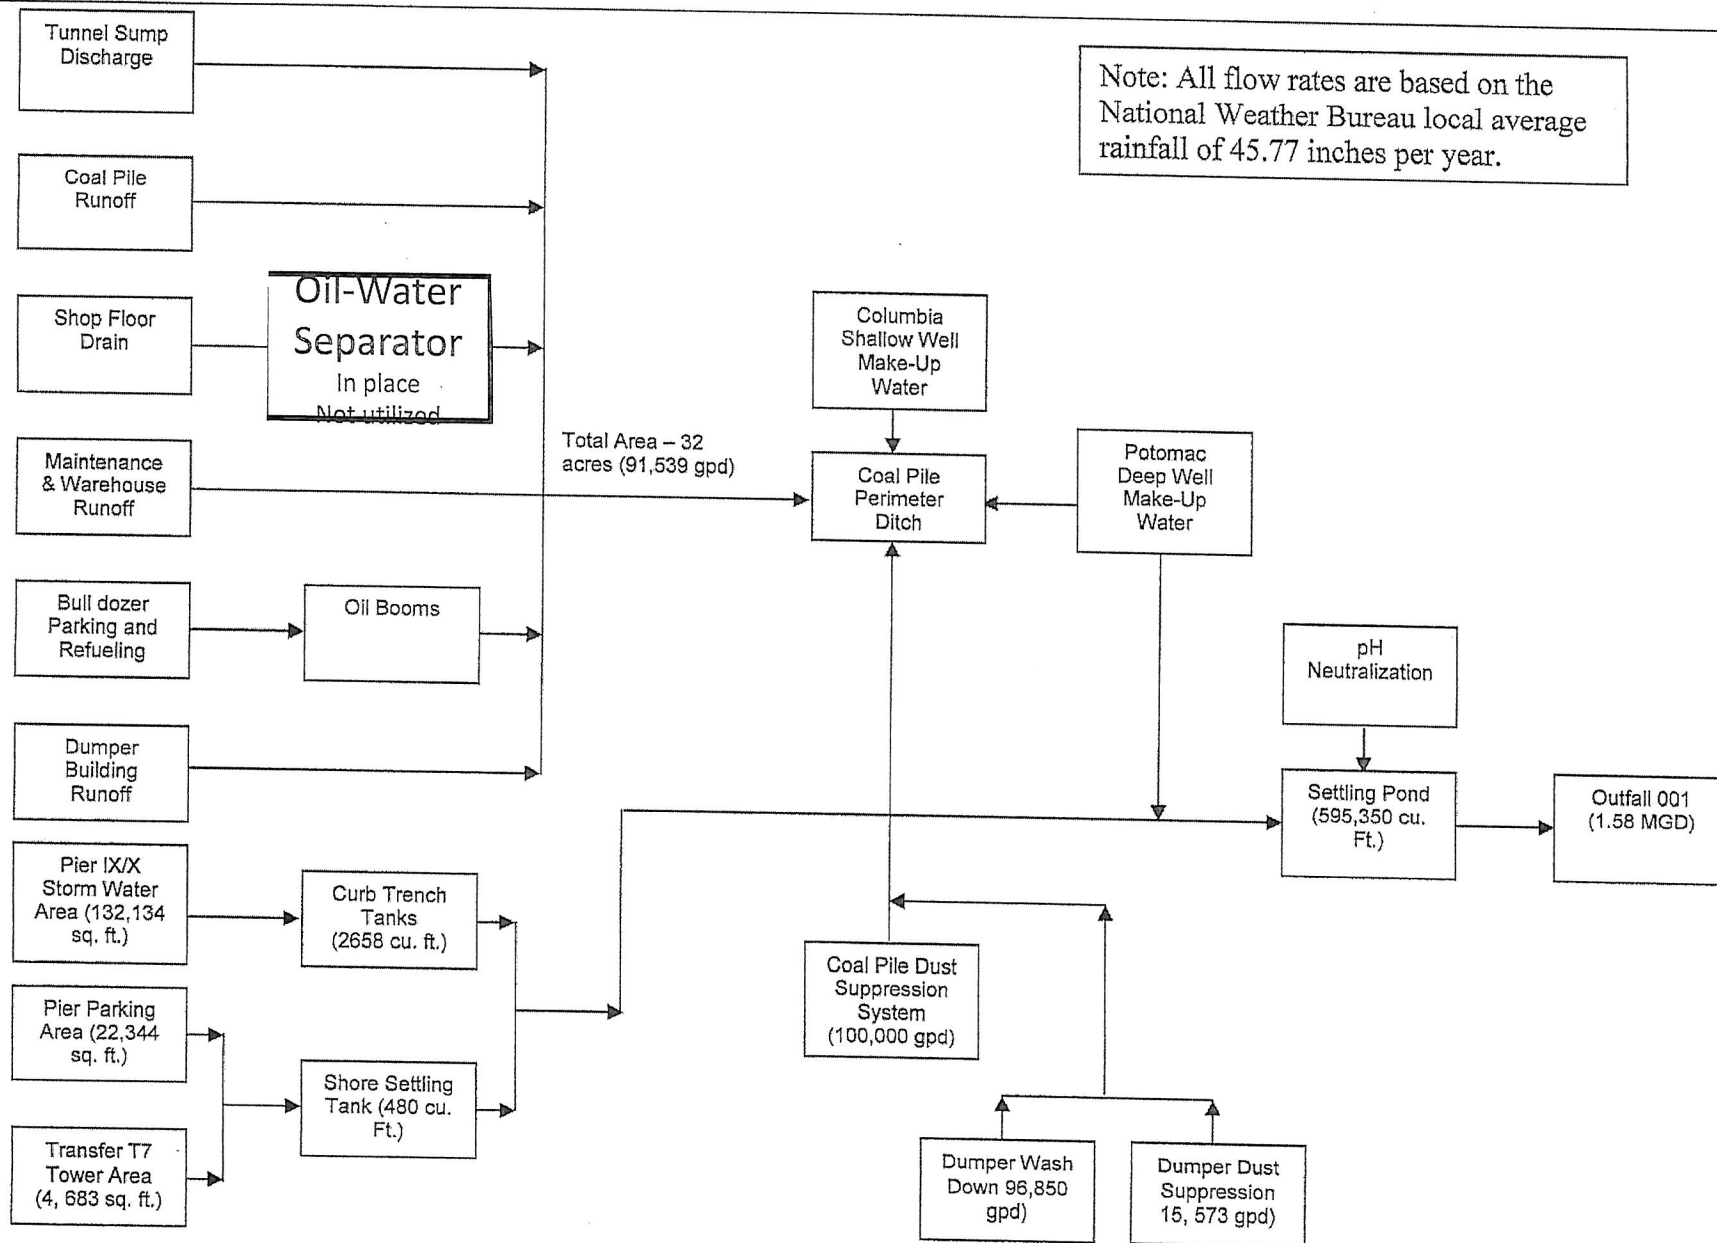 Tunnel Sump
Discharge
Note: All flow rates are based on the
National Weather Bureau local average
rainfall of 45.77 inches per year.
Coal Pile
Runoff
Shop Floor
Drain
Oil-Water
Separator
In place
Not utilized
Columbia
Shallow Well
Make-Up
Water
Maintenance
& Warehouse
Runoff
Total Area – 32
acres (91,539 gpd)
Coal Pile
Perimeter
Ditch
Potomac
Deep Well
Make-Up
Water
Bull dozer
Parking and
Refueling
Oil Booms
pH
Neutralization
Dumper
Building
Runoff
Settling Pond
(595,350 cu.
Ft.)
Outfall 001
(1.58 MGD)
Pier IX/X
Storm Water
Area (132,134
sq. ft.)
Curb Trench
Tanks
(2658 cu. ft.)
Coal Pile Dust
Suppression
System
(100,000 gpd)
Pier Parking
Area (22,344
sq. ft.)
Shore Settling
Tank (480 cu.
Ft.)
Transfer T7
Tower Area
(4, 683 sq. ft.)
Dumper Wash
Down 96,850
gpd)
Dumper Dust
Suppression
15, 573 gpd)